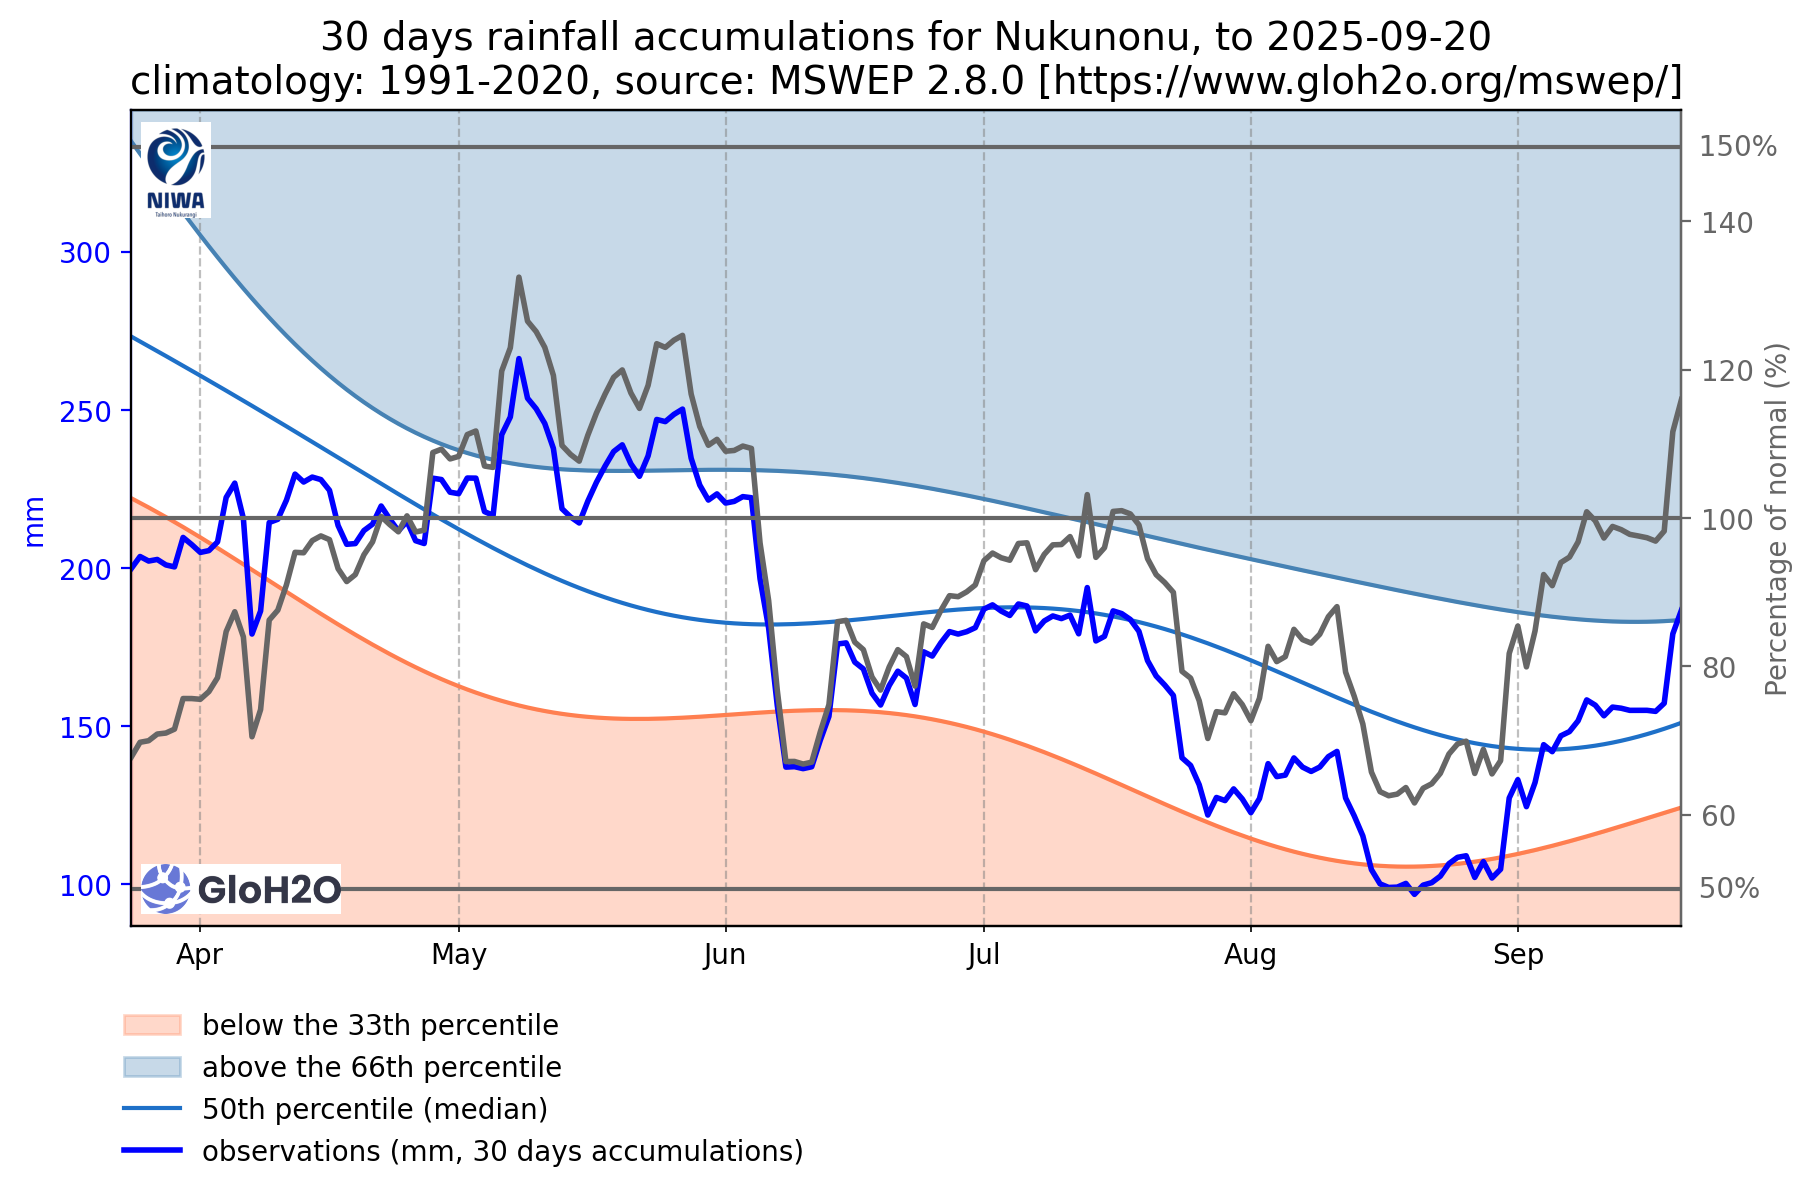 30 days rainfall accumulations for Nukunonu, to 2025-09-20
climatology: 1991-2020, source: MSWEP 2.8.0 [https://www.gloh2o.org/mswep/]
NIWA
Taihoro Nukurangi
300
250
200
150
100
mm
150%
140
120
100
80
60
50%
Percentage of normal (%)
GloH2O
Apr
May
Jun
Jul
Aug
Sep
below the 33th percentile
above the 66th percentile
50th percentile (median)
observations (mm, 30 days accumulations)